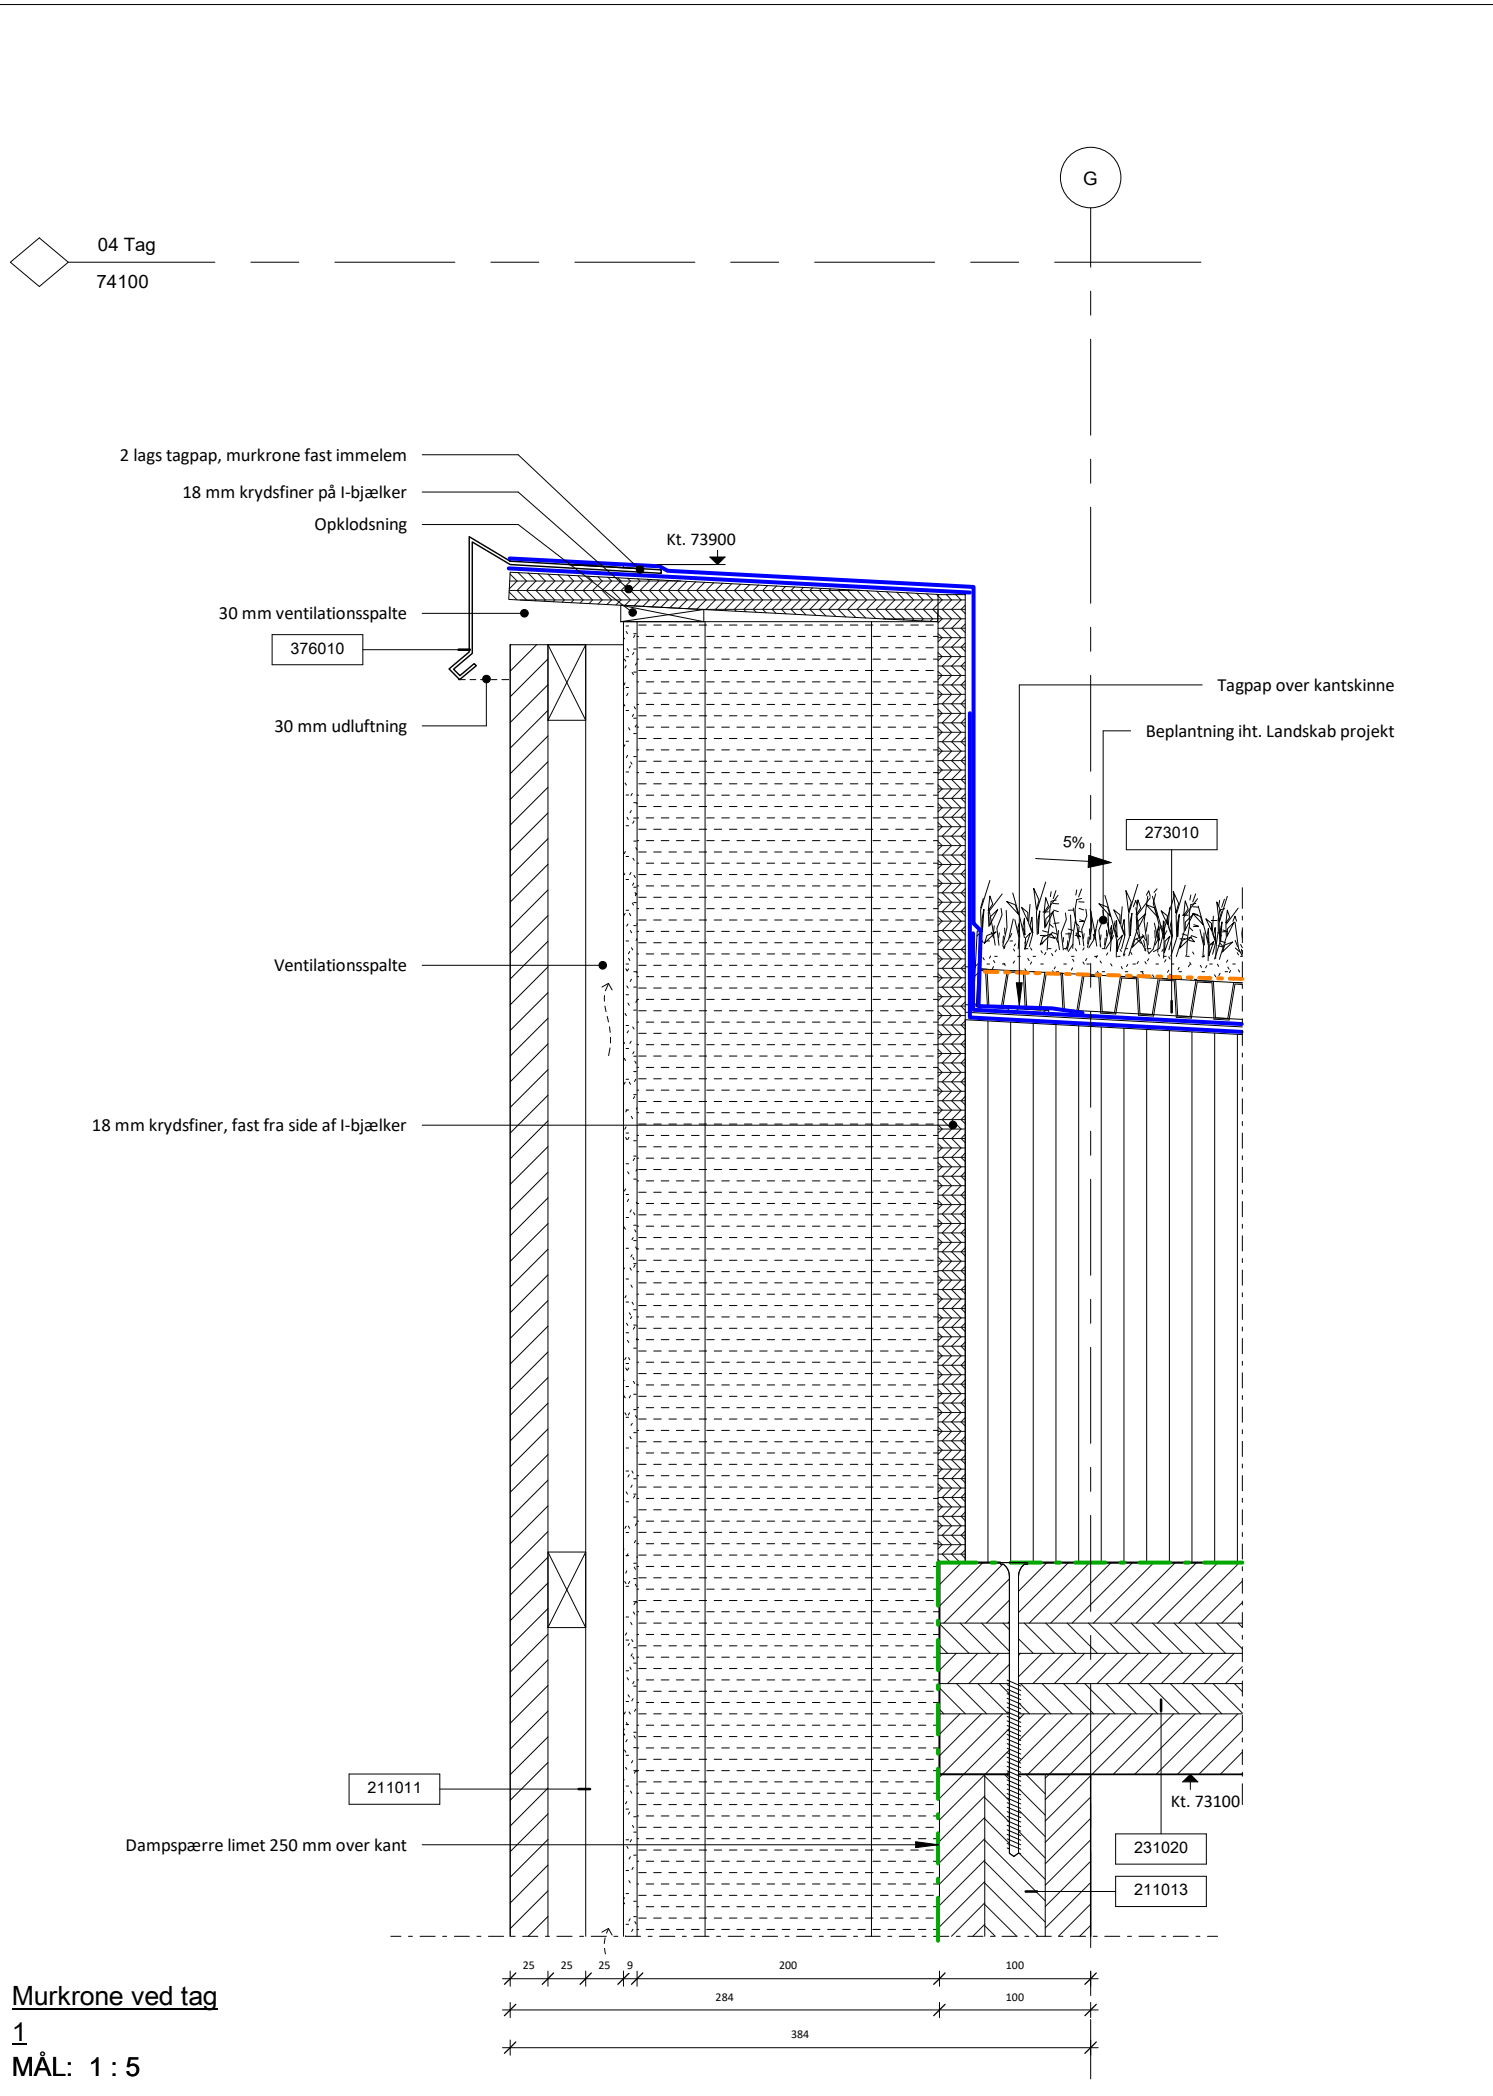 G
04 Tag
74100
2 lags tagpap, murkrone fast immelem
18 mm krydsfiner på I-bjælker
Opklodsning
Kt. 73900
30 mm ventilationsspalte
376010
30 mm udluftning
Tagpap over kantskinne
Beplantning iht. Landskab projekt
273010
5%
Ventilationsspalte
18 mm krydsfiner, fast fra side af I-bjælker
211011
Kt. 73100
Dampspærre limet 250 mm over kant
231020
211013
25 25 25 9 200 100
284 100
384
Murkrone ved tag
1
MÅL: 1 : 5